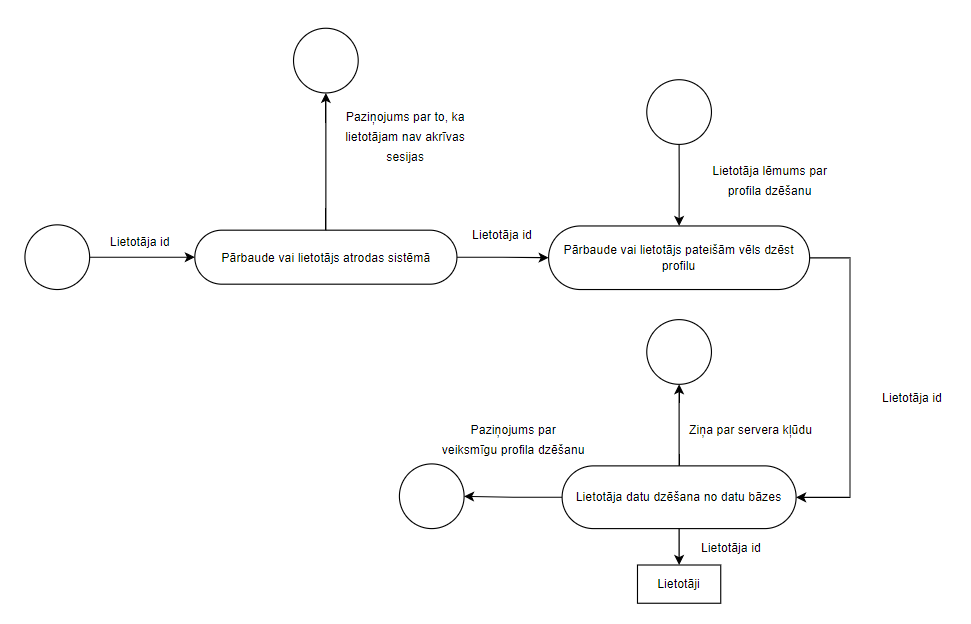 Paziņojums par to, ka
lietotājam nav akrīvas
sesijas
Lietotāja lēmums par
profila dzēšanu
Lietotāja id
Pārbaude vai lietotājs atrodas sistēmā
Lietotāja id
Pārbaude vai lietotājs pateišām vēls dzēst
profilu
Lietotāja id
Paziņojums par
veiksmīgu profila dzēšanu
Ziņa par servera kļūdu
Lietotāja datu dzēšana no datu bāzes
Lietotāja id
Lietotāji